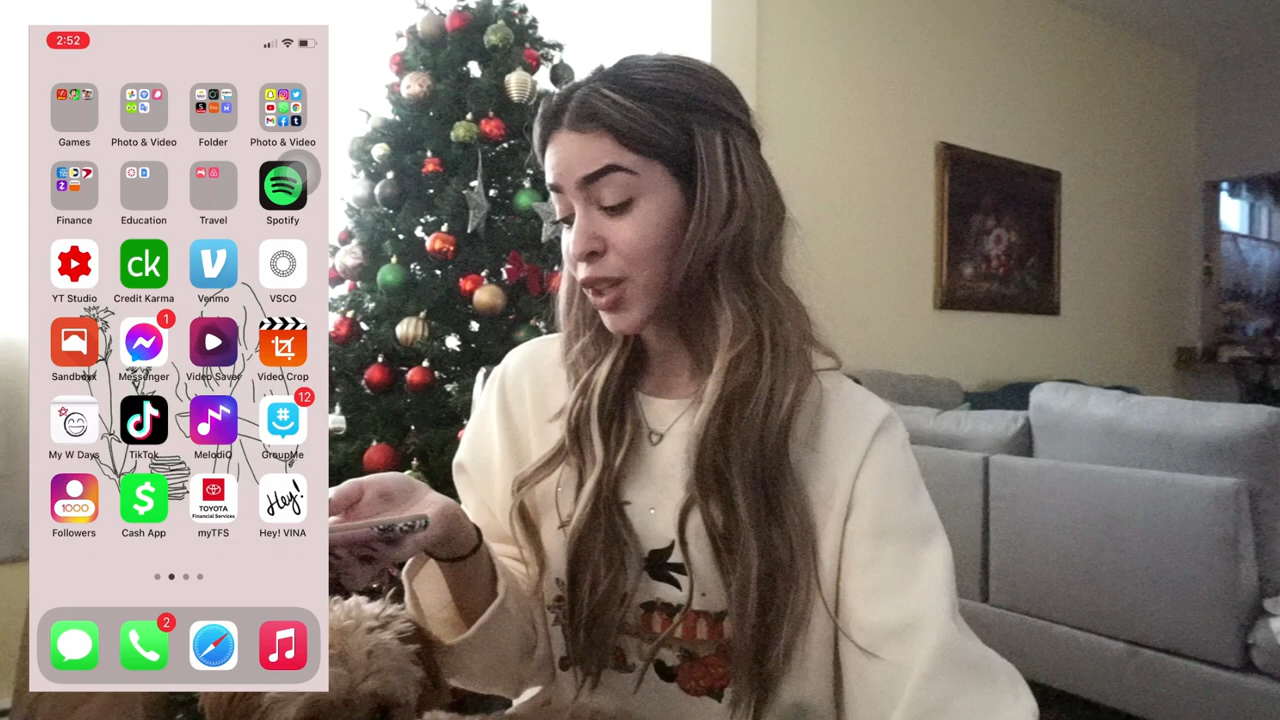 2:52
Games Photo & Video Folder Photo & Video
Finance Education Travel Spotify
ck
YT Studio Credit Karma Venmo VSCO
1
Messenger Video Saver Video Crop
12
My W Days TikTok MelodiQ GroupMe
1000
TOYOTA
Financial Services
Hey!
Followers Cash App myTFS Hey! VINA
2